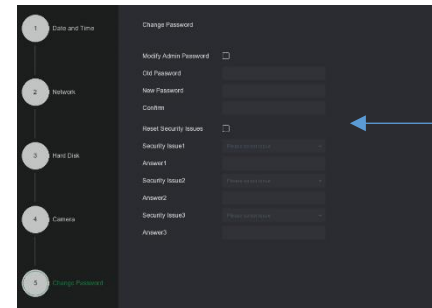 1 Date and Time
2 Network
3 Hard Disk
4 Camera
5 Change Password
Change Password
Modify Admin Password
Old Password
New Password
Confirm
Reset Security Issues
Security Issue1
Answer1
Security Issue2
Answer2
Security Issue3
Answer3